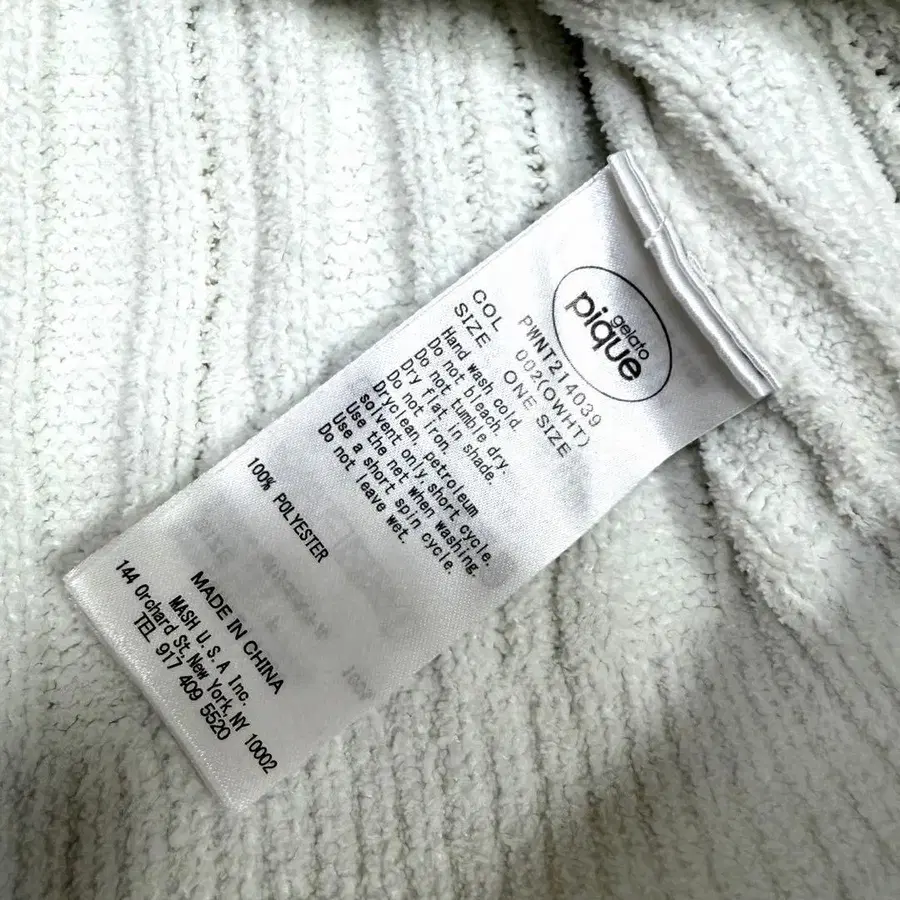 gelato
pique
PWNT214039
COL 002(OWHT)
SIZE ONE SIZE
Hand wash cold.
Do not bleach.
Do not tumble dry.
Dry flat in shade.
Do not iron.
Dryclean, petroleum
solvent only,short cycle.
Use the net when washing.
Use a short spin cycle.
Do not leave wet.
100% POLYESTER
MADE IN CHINA
MASH U.S.A Inc.
144 Orchard St,New York,NY 10002
TEL 917 409 5520